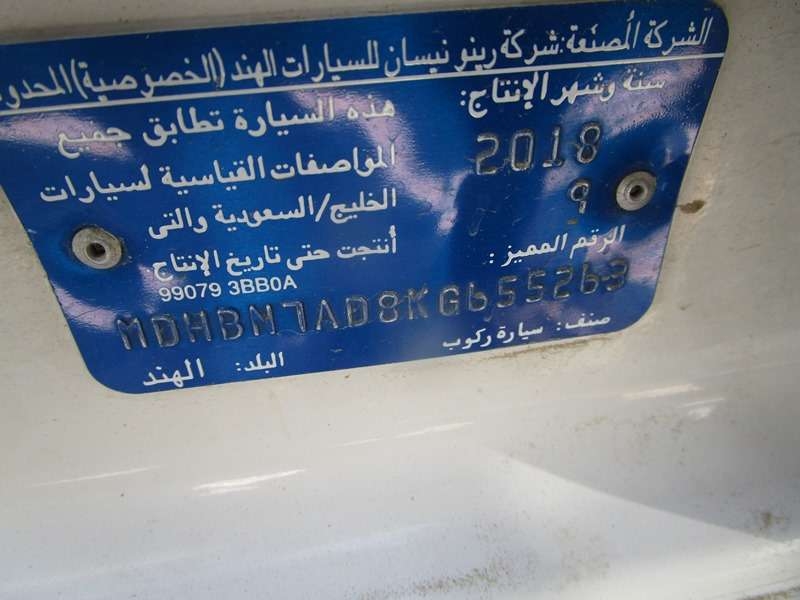 الشركة المُصنّعة: شركة رينو نيسان للسيارات الهند (الخصوصية) المحدو
سنة وشهر الإنتاج:
2018
9
هذه السيارة تطابق جميع
المواصفات القياسية لسيارات
الخليج/السعودية والتى
أنتجت حتى تاريخ الإنتاج
99079 3BB0A
الرقم المميز:
MDHBN7AD8KG655263
صنف: سيارة ركوب
البلد: الهند